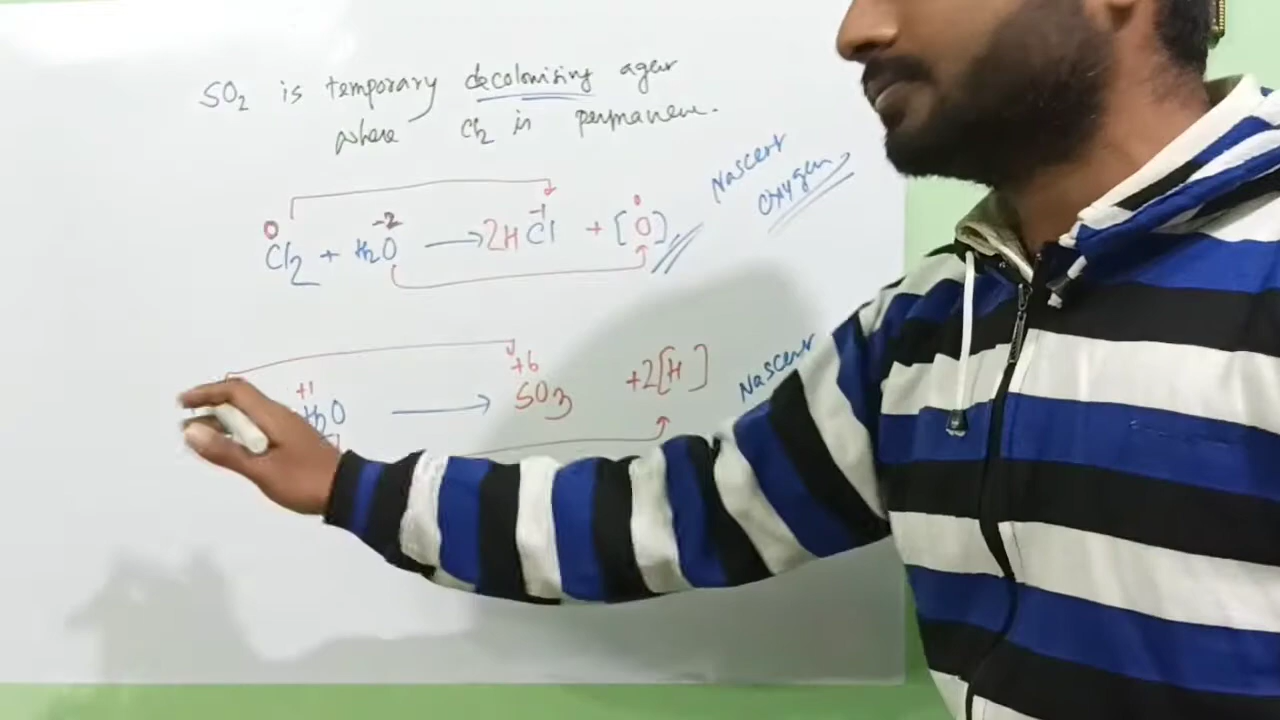 SO2 is temporary decolorising agent
where Cl2 is permanent.
Nascent
oxygen
0 -2 -1 0
Cl2 + H2O → 2HCl + [O]
+1 +6
H2O → SO3 +2[H]
Nascent